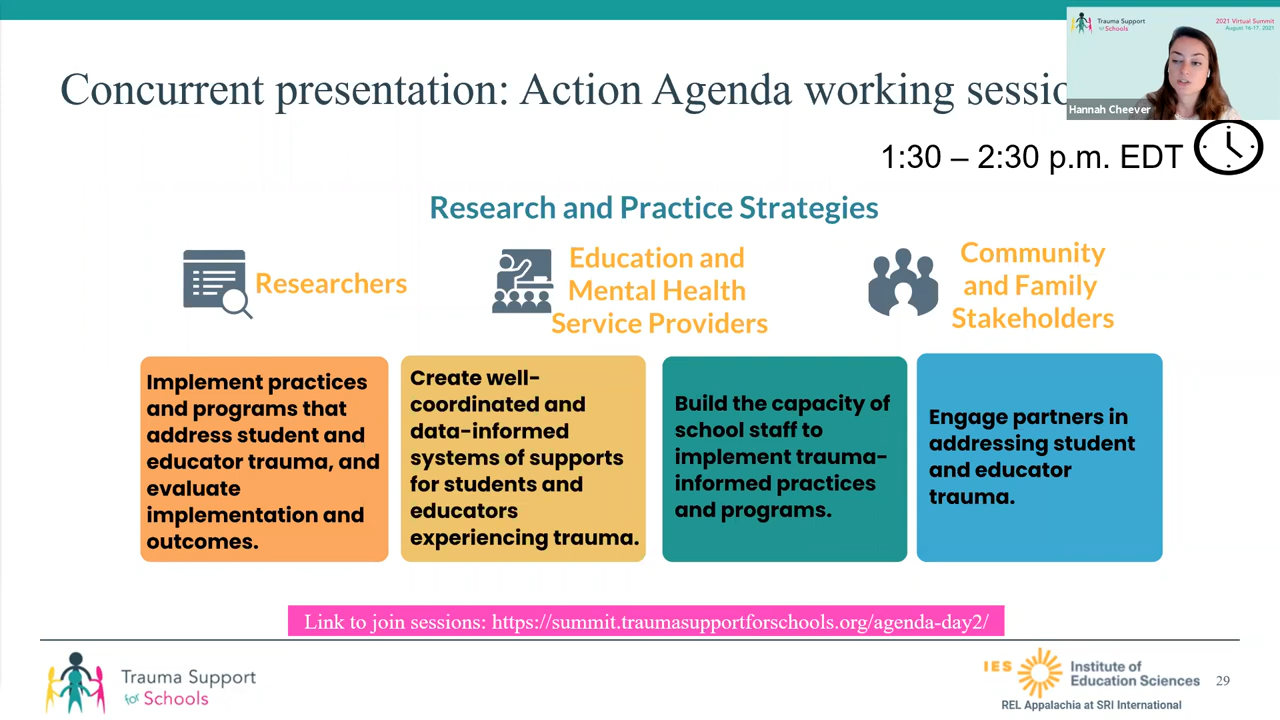 Trauma Support
for Schools
2021 Virtual Summit
August 16-17, 2021
Hannah Cheever
Concurrent presentation: Action Agenda working sessio
1:30 – 2:30 p.m. EDT
Research and Practice Strategies
Researchers
Education and
Mental Health
Service Providers
Community
and Family
Stakeholders
Implement practices
and programs that
address student and
educator trauma, and
evaluate
implementation and
outcomes.
Create well-
coordinated and
data-informed
systems of supports
for students and
educators
experiencing trauma.
Build the capacity of
school staff to
implement trauma-
informed practices
and programs.
Engage partners in
addressing student
and educator
trauma.
Link to join sessions: https://summit.traumasupportforschools.org/agenda-day2/
Trauma Support
for Schools
IES
Institute of
Education Sciences
REL Appalachia at SRI International
29